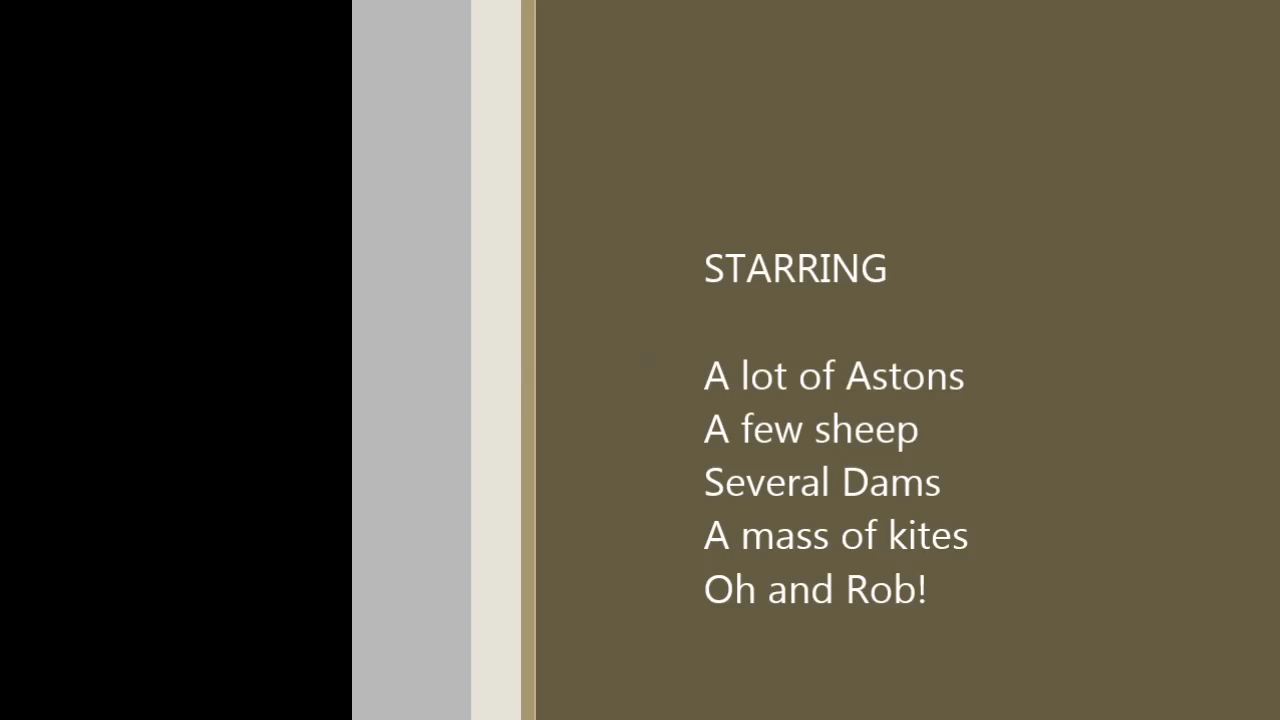 STARRING
A lot of Astons
A few sheep
Several Dams
A mass of kites
Oh and Rob!